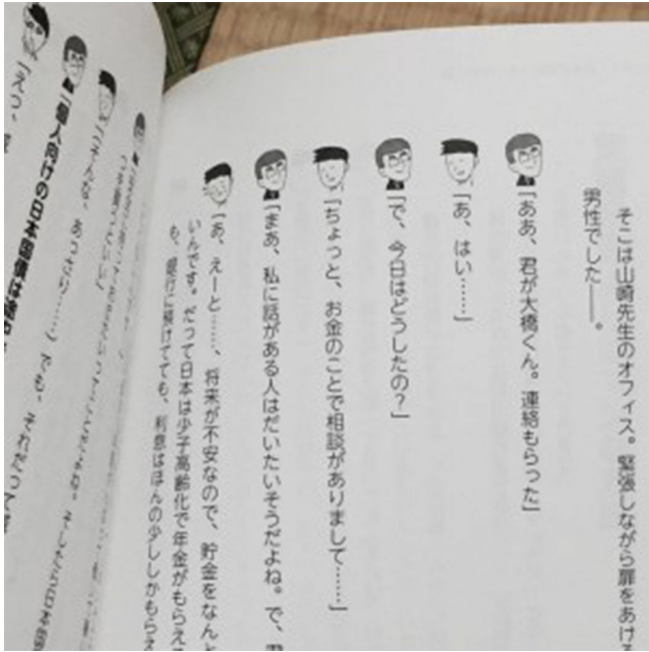 そこは山崎先生のオフィス。緊張しながら扉をあける
男性でした――。
「ああ、君が大橋くん。連絡もらった」
「あ、はい……」
「で、今日はどうしたの？」
「ちょっと、お金のことで相談がありまして……」
「まあ、私に話がある人はだいたいそうだよね。で、君
「あ、えーと……、将来が不安なので、貯金をなんと
いんです。だって日本は少子高齢化で年金がもらえ
も、銀行に預けてても、利息はほんの少ししかもらえ
「そんな、あっさり……」でも、それだって
「個人向けの日本国債は
「えっ、